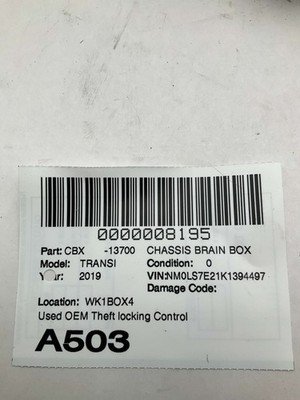 0000008195
Part: CBX -13700 CHASSIS BRAIN BOX
Model: TRANSI Condition: 0
Year: 2019 VIN:NM0LS7E21K1394497
Damage Code:
Location: WK1BOX4
Used OEM Theft locking Control
A503